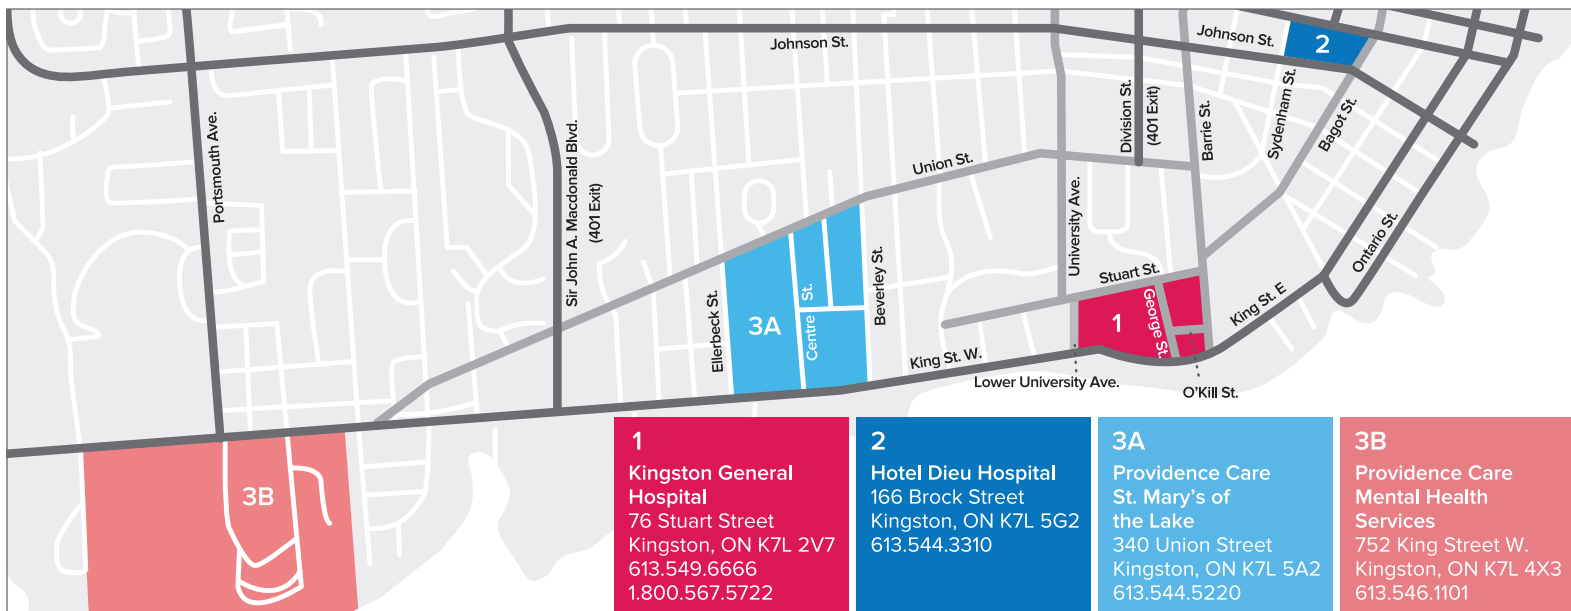 Johnson St.
Johnson St.
2
Portsmouth Ave.
Sir John A. Macdonald Blvd.
(401 Exit)
Union St.
University Ave.
Division St.
(401 Exit)
Barrie St.
Sydenham St.
Bagot St.
Ontario St.
Ellerbeck St.
3A
Centre St.
Beverley St.
Stuart St.
1
George St.
King St. E
King St. W.
Lower University Ave.
O'Kill St.
3B
1
Kingston General
Hospital
76 Stuart Street
Kingston, ON K7L 2V7
613.549.6666
1.800.567.5722
2
Hotel Dieu Hospital
166 Brock Street
Kingston, ON K7L 5G2
613.544.3310
3A
Providence Care
St. Mary's of
the Lake
340 Union Street
Kingston, ON K7L 5A2
613.544.5220
3B
Providence Care
Mental Health
Services
752 King Street W.
Kingston, ON K7L 4X3
613.546.1101